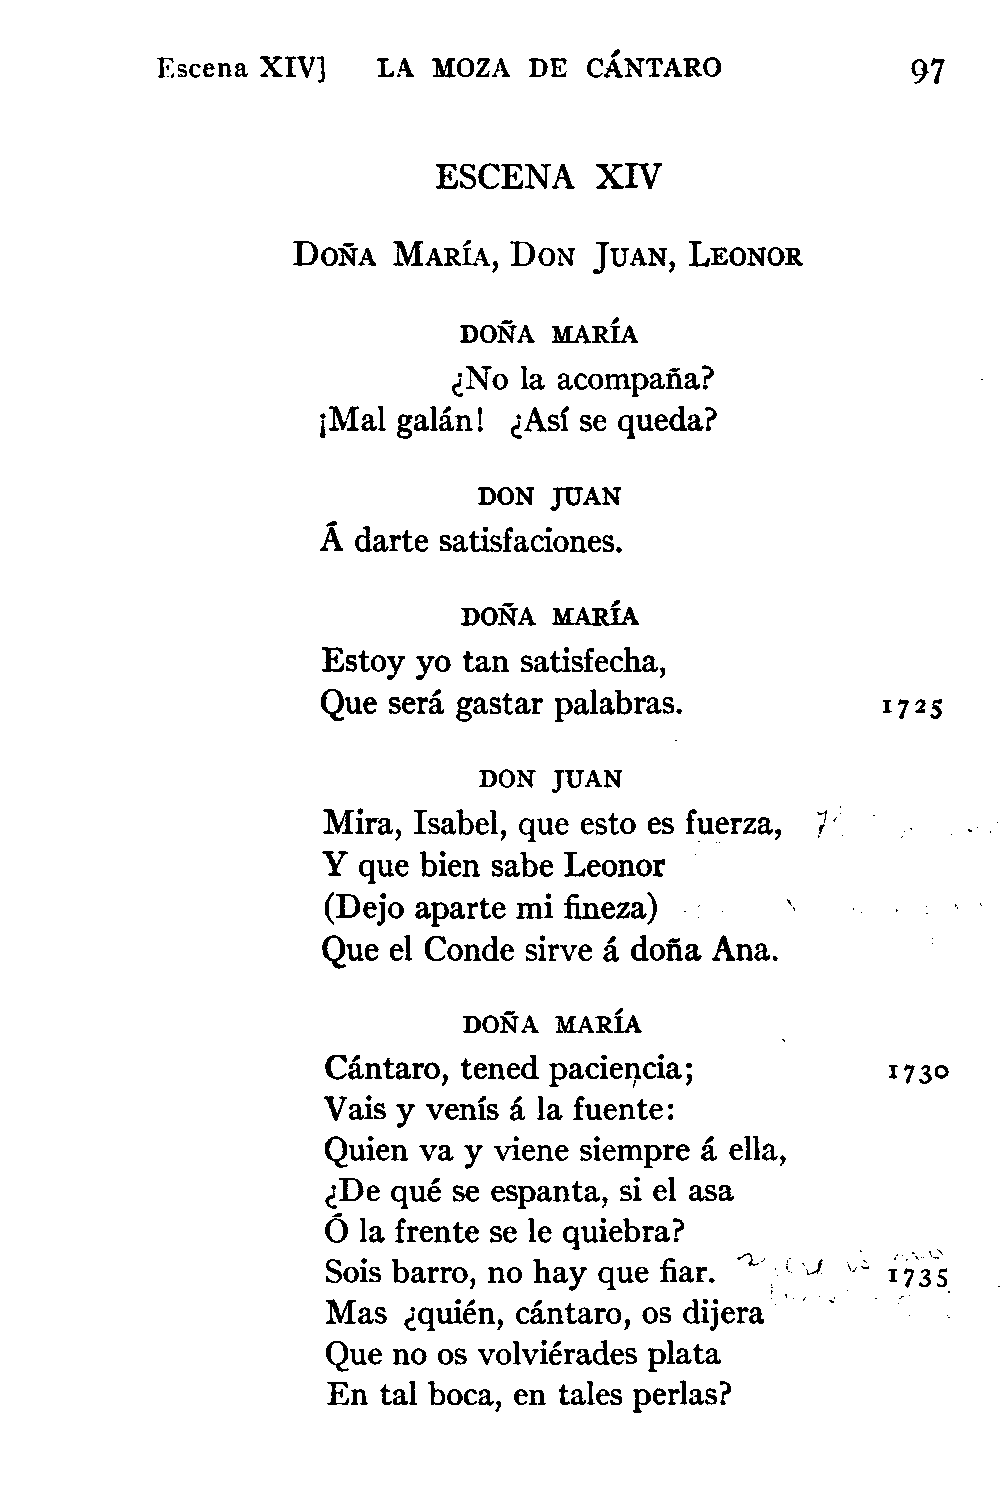 Escena XIV] LA MOZA DE CÁNTARO 97
ESCENA XIV
DOÑA MARÍA, DON JUAN, LEONOR
DOÑA MARÍA
¿No la acompaña?
¡Mal galán! ¿Así se queda?
DON JUAN
Á darte satisfaciones.
DOÑA MARÍA
Estoy yo tan satisfecha,
Que será gastar palabras. 1725
DON JUAN
Mira, Isabel, que esto es fuerza,
Y que bien sabe Leonor
(Dejo aparte mi fineza)
Que el Conde sirve á doña Ana.
DOÑA MARÍA
Cántaro, tened paciencia; 1730
Vais y venís á la fuente:
Quien va y viene siempre á ella,
¿De qué se espanta, si el asa
Ó la frente se le quiebra?
Sois barro, no hay que fiar. 1735
Mas ¿quién, cántaro, os dijera
Que no os volviérades plata
En tal boca, en tales perlas?